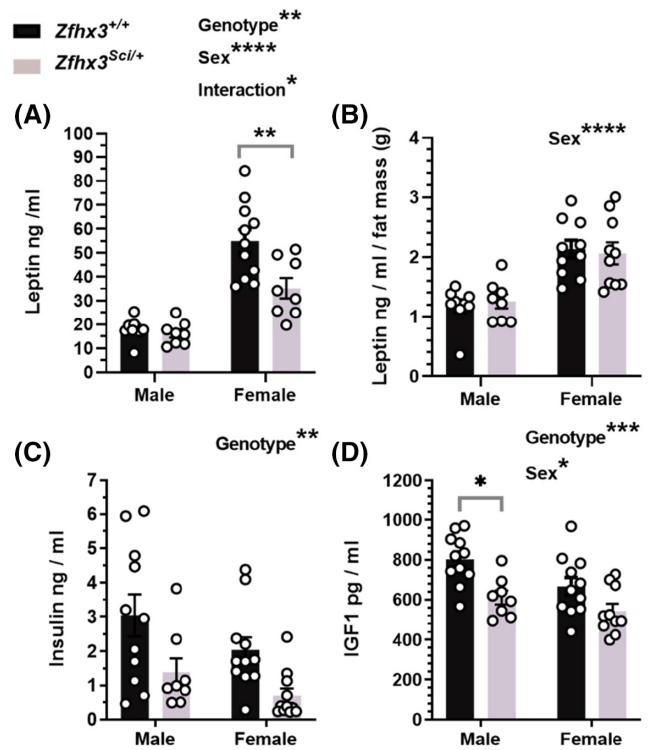 Zfhx3+/+
Zfhx3Sci/+
Genotype**
Sex****
Interaction*
(A)
Leptin ng /ml
100
90
80
70
60
50
40
30
20
10
0
**
Male
Female
(B)
Sex****
Leptin ng / ml / fat mass (g)
4
3
2
1
0
Male
Female
(C)
Genotype**
Insulin ng / ml
7
6
5
4
3
2
1
0
Male
Female
(D)
Genotype***
Sex*
IGF1 pg / ml
1200
1000
800
600
400
200
0
*
Male
Female